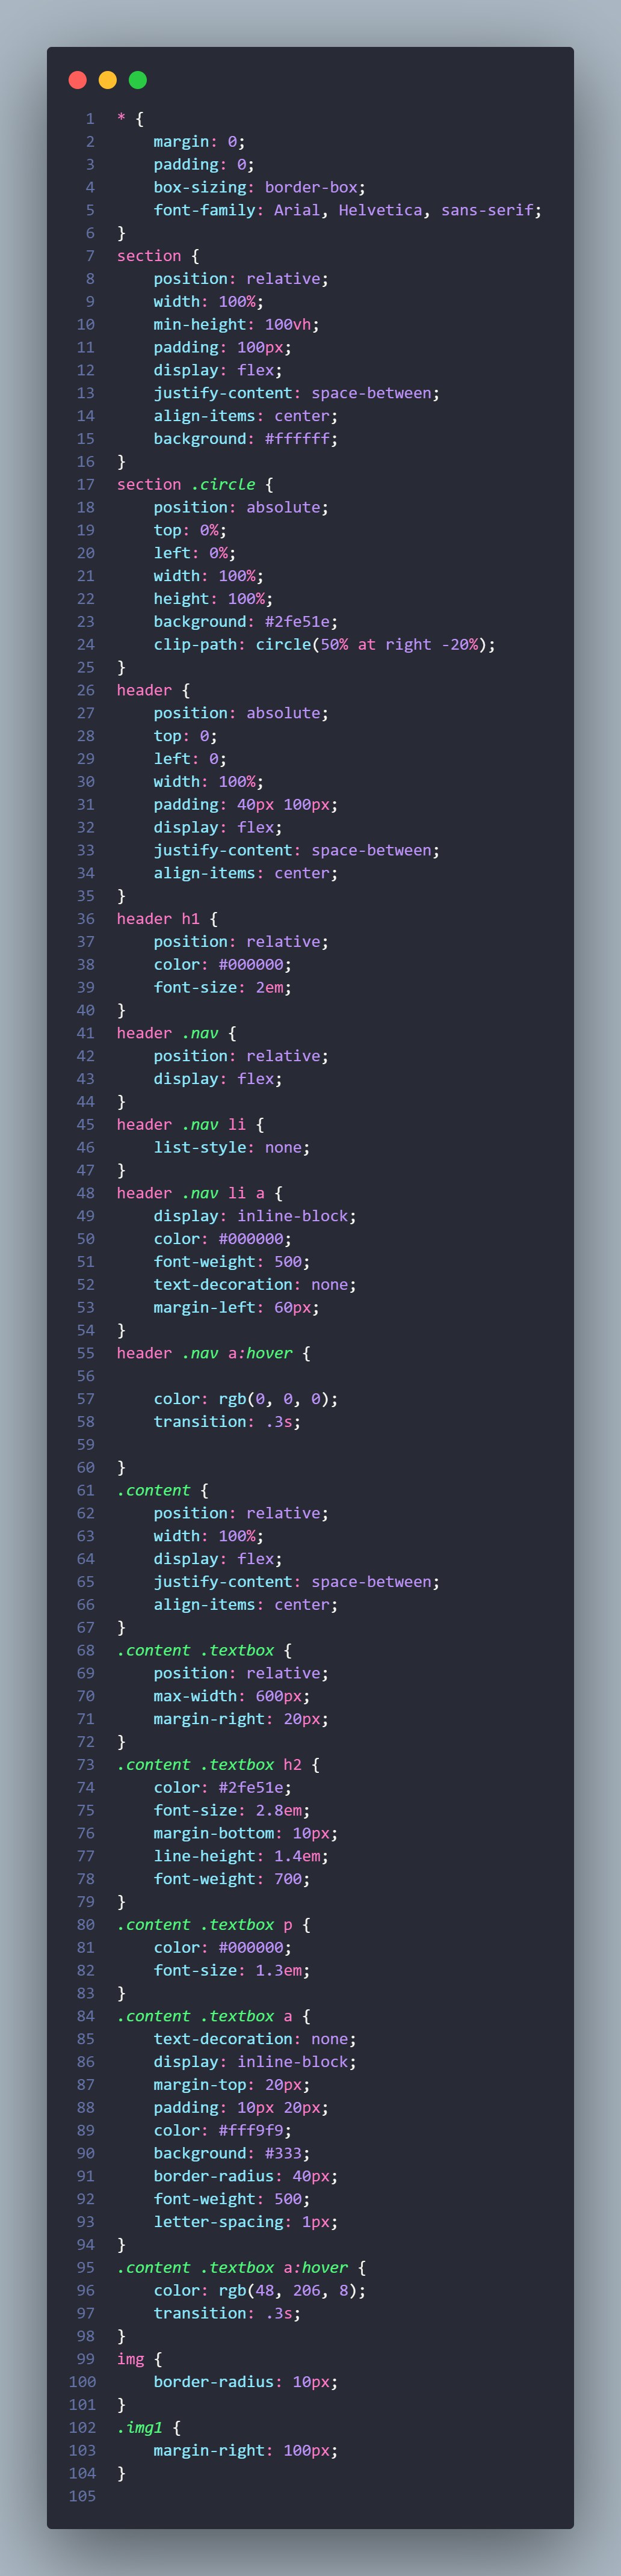 1 * {
2     margin: 0;
3     padding: 0;
4     box-sizing: border-box;
5     font-family: Arial, Helvetica, sans-serif;
6 }
7 section {
8     position: relative;
9     width: 100%;
10     min-height: 100vh;
11     padding: 100px;
12     display: flex;
13     justify-content: space-between;
14     align-items: center;
15     background: #ffffff;
16 }
17 section .circle {
18     position: absolute;
19     top: 0%;
20     left: 0%;
21     width: 100%;
22     height: 100%;
23     background: #2fe51e;
24     clip-path: circle(50% at right -20%);
25 }
26 header {
27     position: absolute;
28     top: 0;
29     left: 0;
30     width: 100%;
31     padding: 40px 100px;
32     display: flex;
33     justify-content: space-between;
34     align-items: center;
35 }
36 header h1 {
37     position: relative;
38     color: #000000;
39     font-size: 2em;
40 }
41 header .nav {
42     position: relative;
43     display: flex;
44 }
45 header .nav li {
46     list-style: none;
47 }
48 header .nav li a {
49     display: inline-block;
50     color: #000000;
51     font-weight: 500;
52     text-decoration: none;
53     margin-left: 60px;
54 }
55 header .nav a:hover {
56
57     color: rgb(0, 0, 0);
58     transition: .3s;
59
60 }
61 .content {
62     position: relative;
63     width: 100%;
64     display: flex;
65     justify-content: space-between;
66     align-items: center;
67 }
68 .content .textbox {
69     position: relative;
70     max-width: 600px;
71     margin-right: 20px;
72 }
73 .content .textbox h2 {
74     color: #2fe51e;
75     font-size: 2.8em;
76     margin-bottom: 10px;
77     line-height: 1.4em;
78     font-weight: 700;
79 }
80 .content .textbox p {
81     color: #000000;
82     font-size: 1.3em;
83 }
84 .content .textbox a {
85     text-decoration: none;
86     display: inline-block;
87     margin-top: 20px;
88     padding: 10px 20px;
89     color: #fff9f9;
90     background: #333;
91     border-radius: 40px;
92     font-weight: 500;
93     letter-spacing: 1px;
94 }
95 .content .textbox a:hover {
96     color: rgb(48, 206, 8);
97     transition: .3s;
98 }
99 img {
100     border-radius: 10px;
101 }
102 .img1 {
103     margin-right: 100px;
104 }
105